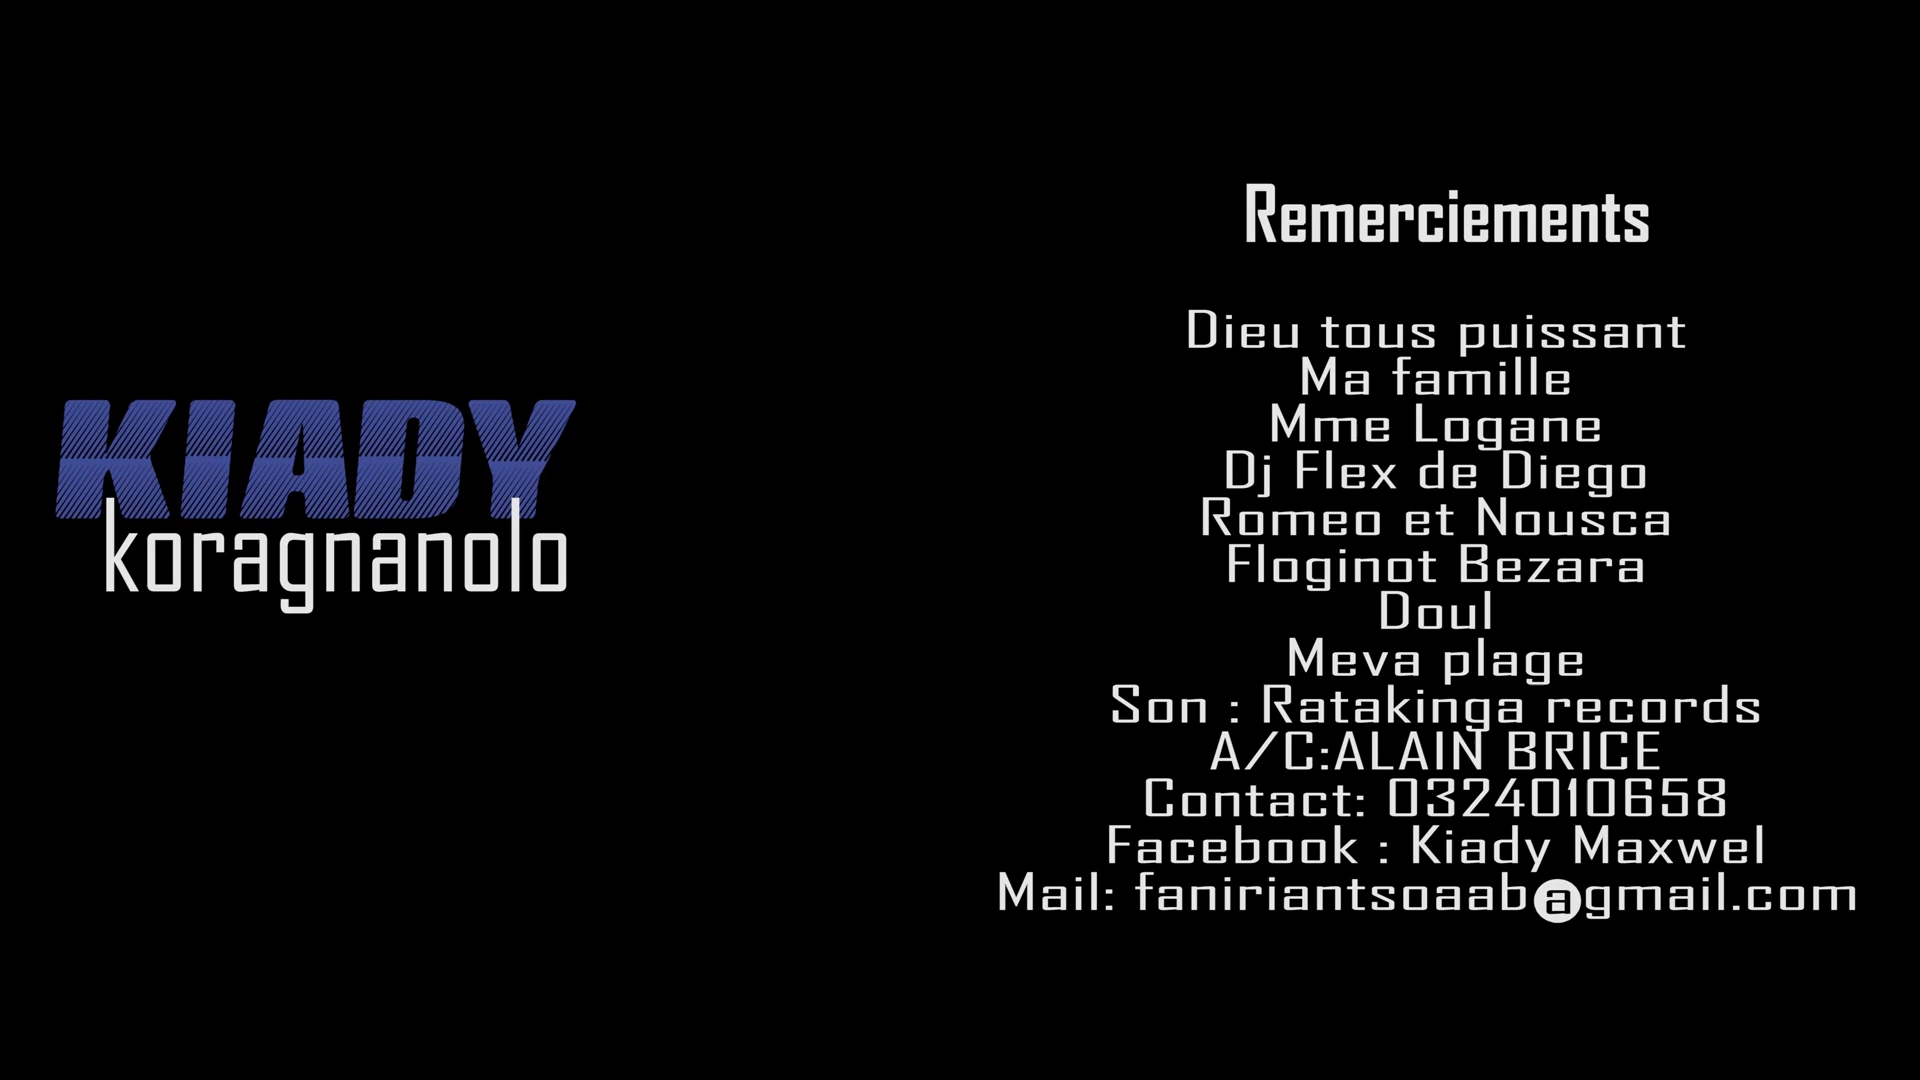 KIADY
koragnanolo
Remerciements
Dieu tous puissant
Ma famille
Mme Logane
Dj Flex de Diego
Romeo et Nousca
Floginot Bezara
Doul
Meva plage
Son : Ratakinga records
A/C:ALAIN BRICE
Contact: 0324010658
Facebook : Kiady Maxwel
Mail: faniriantsoaab@gmail.com